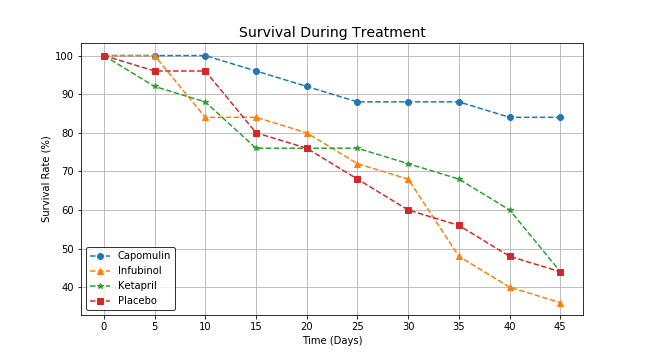 Survival During Treatment
100
90
80
70
60
50
40
Survival Rate (%)
Capomulin
Infubinol
Ketapril
Placebo
0 5 10 15 20 25 30 35 40 45
Time (Days)